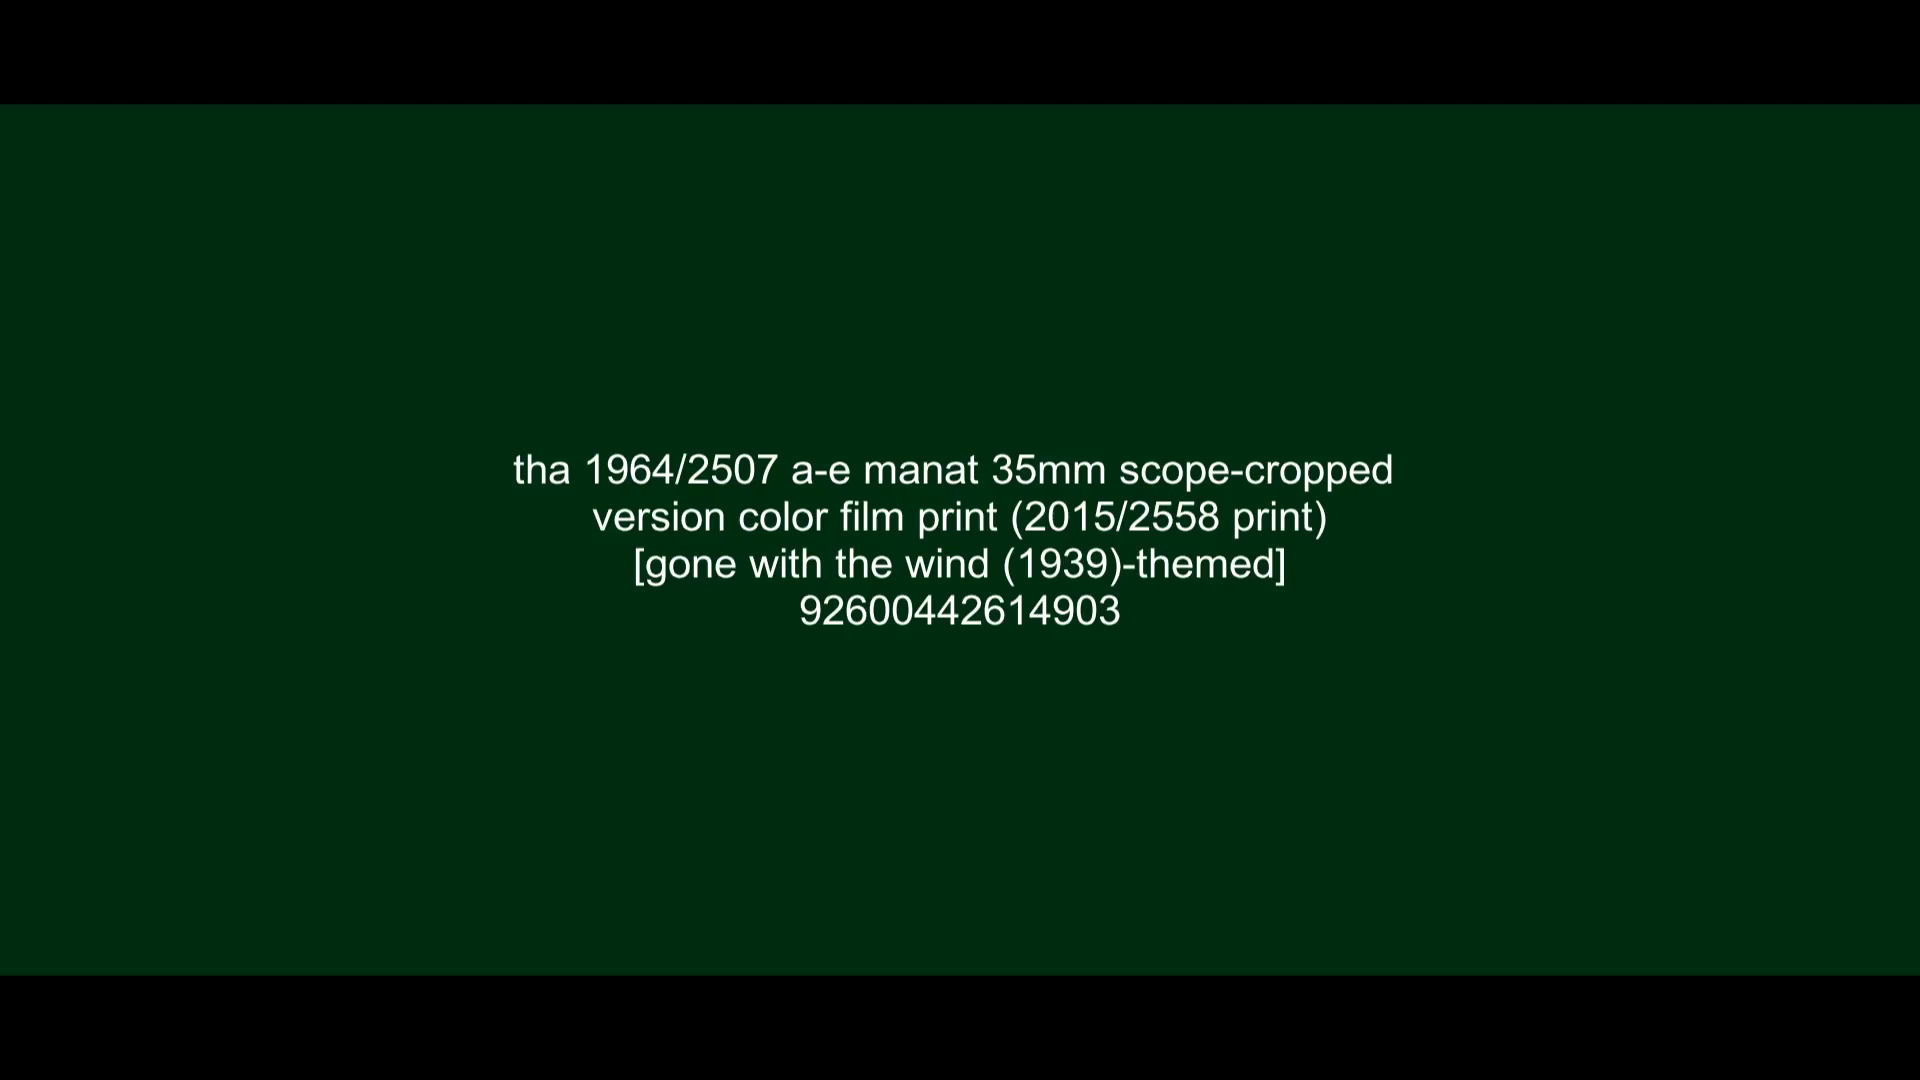 tha 1964/2507 a-e manat 35mm scope-cropped
version color film print (2015/2558 print)
[gone with the wind (1939)-themed]
92600442614903